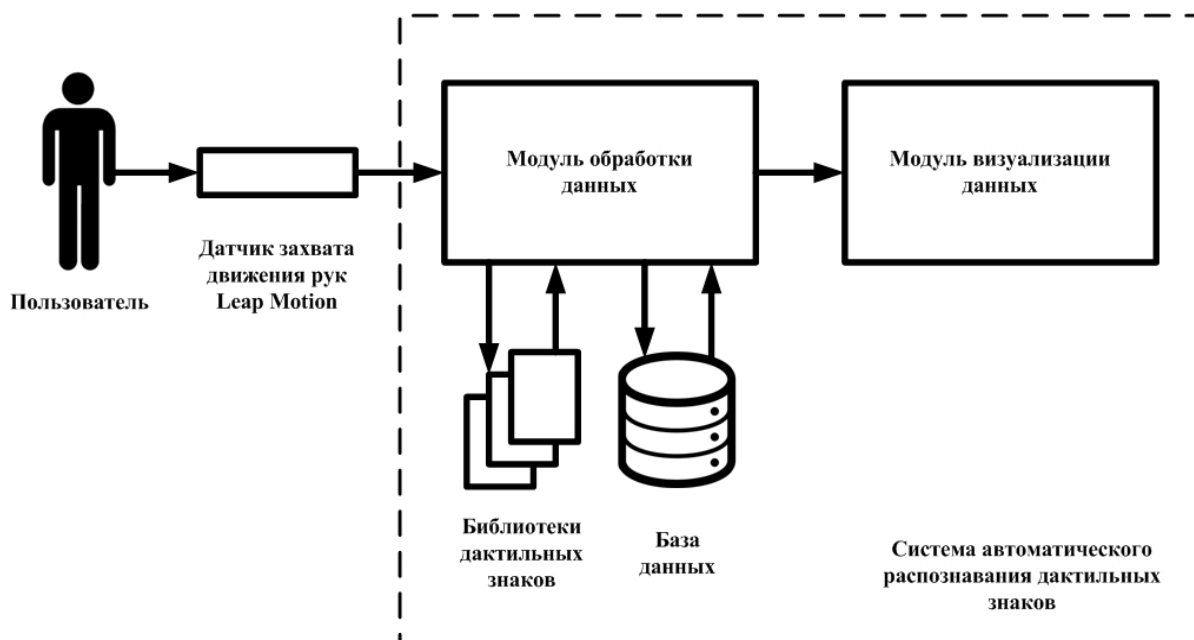 Модуль обработки
данных
Модуль визуализации
данных
Датчик захвата
движения рук
Leap Motion
Пользователь
Библиотеки
дактильных
знаков
База
данных
Система автоматического
распознавания дактильных
знаков